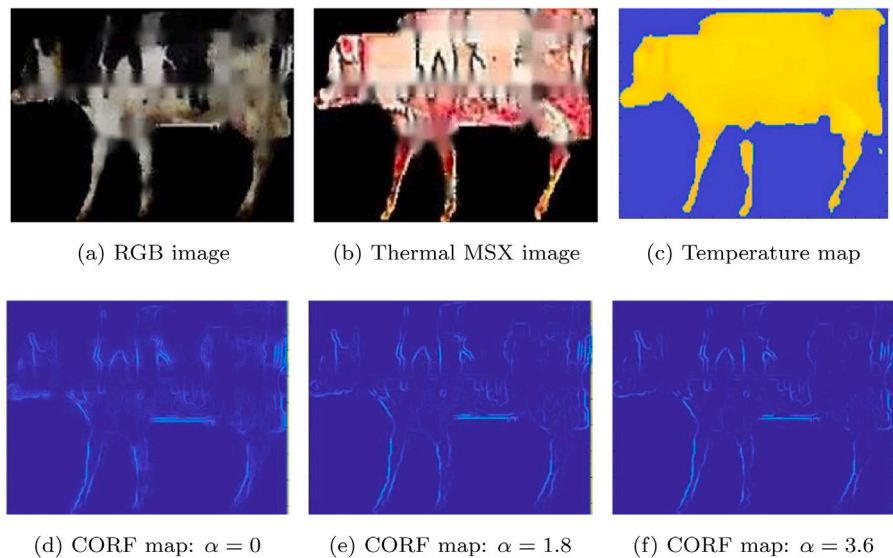 (a) RGB image
(b) Thermal MSX image
(c) Temperature map
(d) CORF map: α = 0
(e) CORF map: α = 1.8
(f) CORF map: α = 3.6